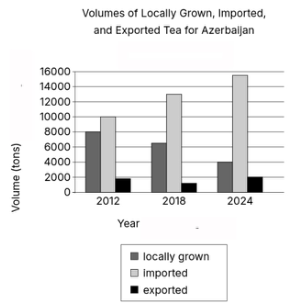 Volumes of Locally Grown, Imported,
and Exported Tea for Azerbaijan
Volume (tons)
16000
14000
12000
10000
8000
6000
4000
2000
0
2012 2018 2024
Year
locally grown
imported
exported